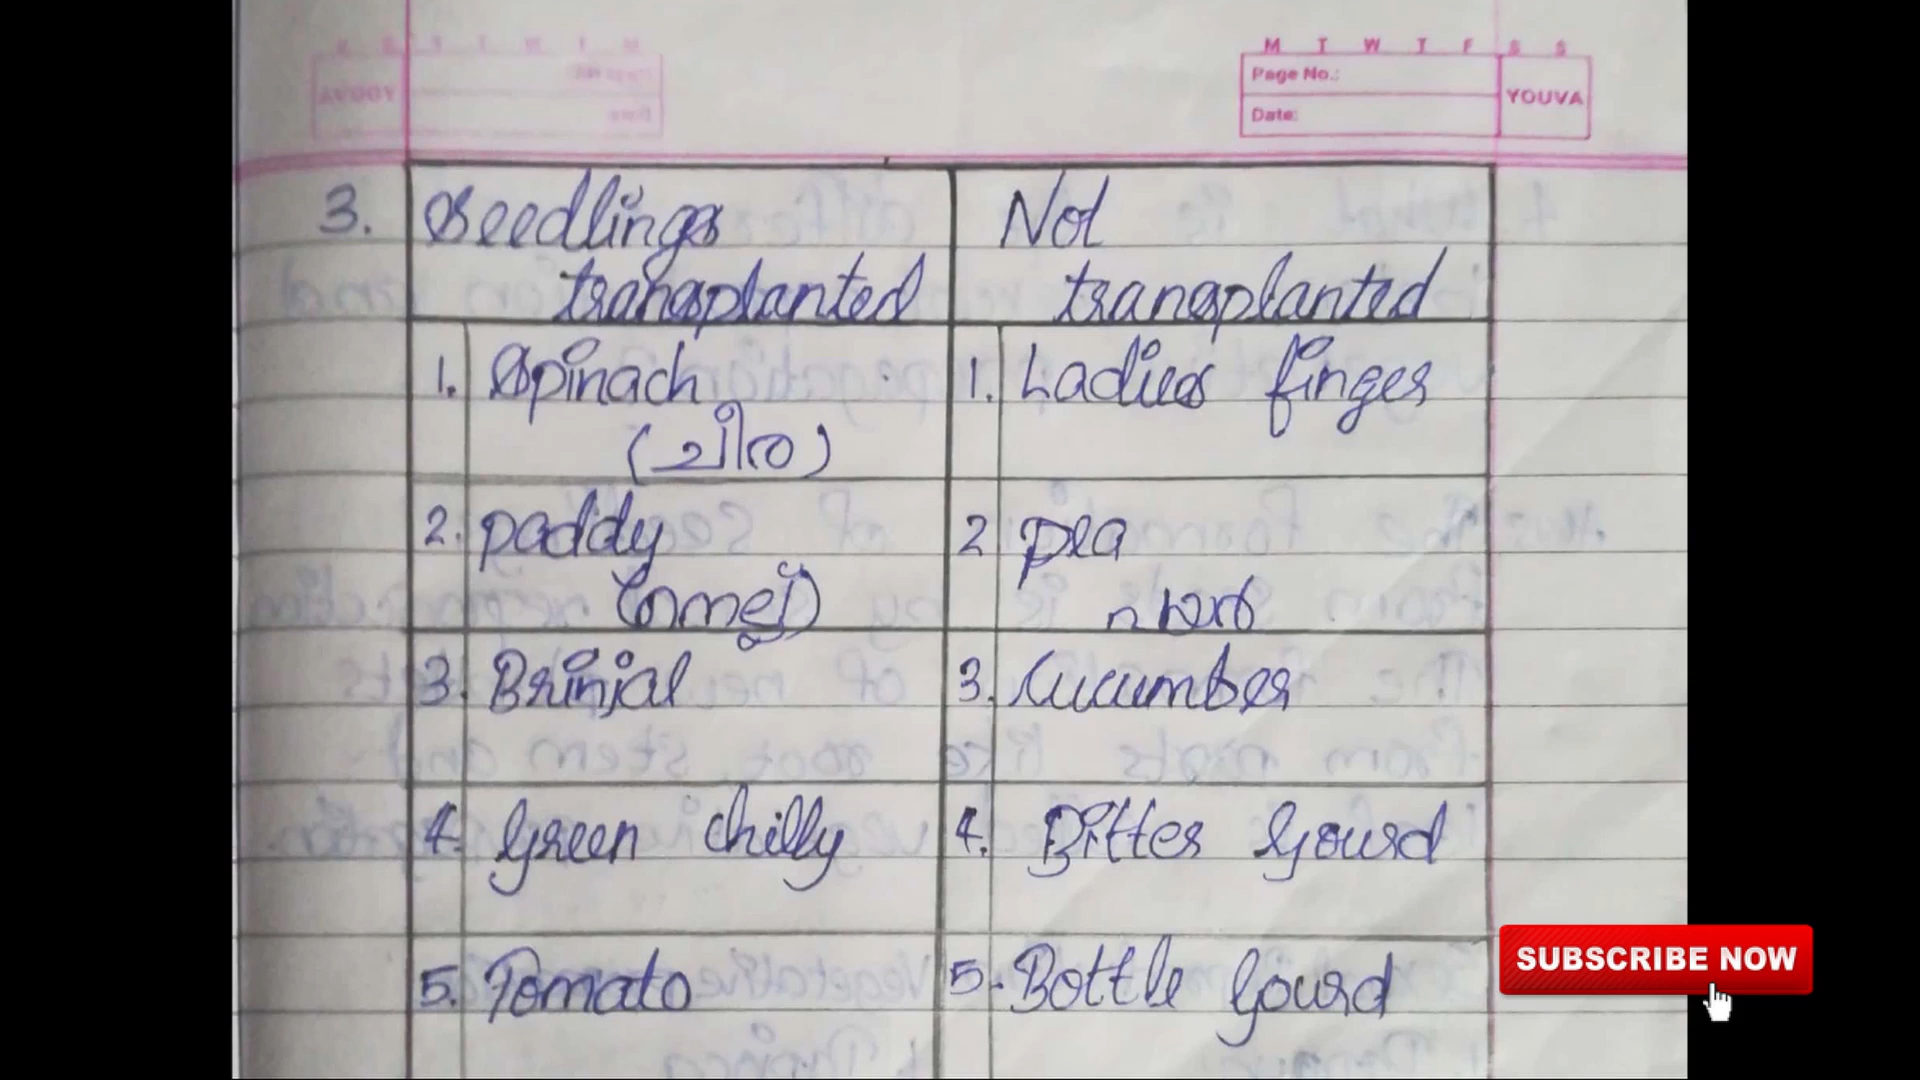 M T W T F S S
Page No.:
YOUVA
Date:
3. Seedlings transplanted
Not transplanted
1. Spinach
(ചീര)
1. Ladies finger
2. paddy
(നെല്ല്)
2 pea
പയർ
3. Brinjal
3. Cucumber
4. Green chilly
4. Bitter Gourd
5. Tomato
5. Bottle Gourd
SUBSCRIBE NOW